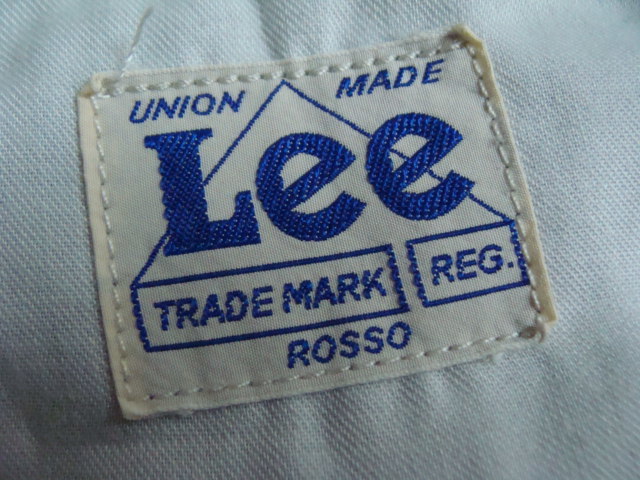 UNION MADE
Lee
TRADE MARK REG.
ROSSO